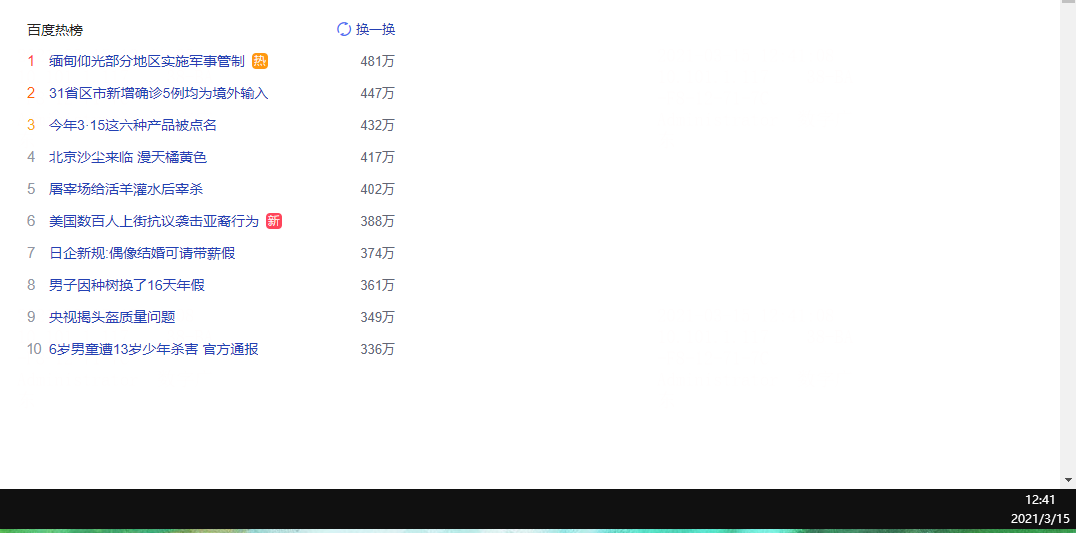 百度热榜 换一换
1 缅甸仰光部分地区实施军事管制 热 481万
2 31省区市新增确诊5例均为境外输入 447万
3 今年3·15这六种产品被点名 432万
4 北京沙尘来临 漫天橘黄色 417万
5 屠宰场给活羊灌水后宰杀 402万
6 美国数百人上街抗议袭击亚裔行为 新 388万
7 日企新规:偶像结婚可请带薪假 374万
8 男子因种树换了16天年假 361万
9 央视揭头盔质量问题 349万
10 6岁男童遭13岁少年杀害 官方通报 336万
12:41
2021/3/15